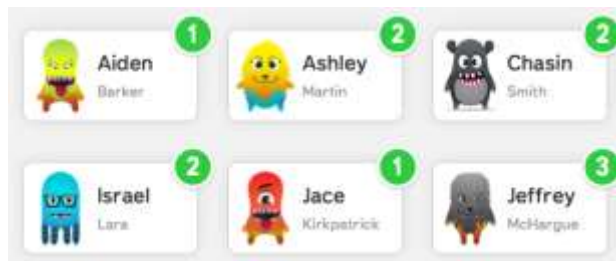 1
2
2
Aiden
Ashley
Chasin
Barker
Martin
Smith
2
1
3
Israel
Jace
Jeffrey
Lara
Kirkpatrick
McHargue